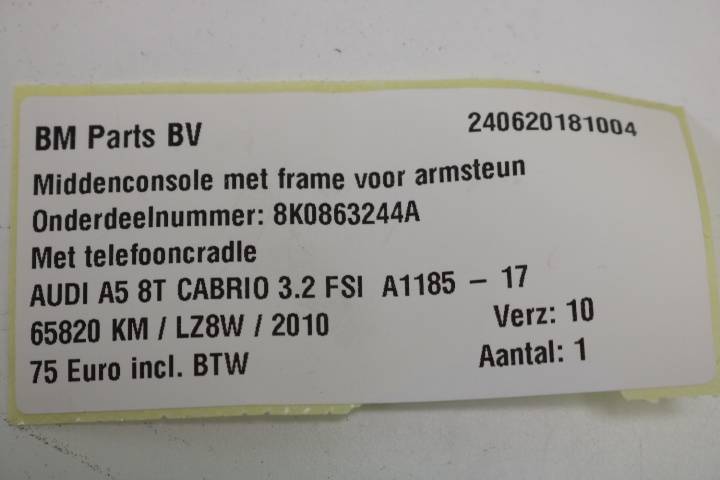 BM Parts BV 240620181004
Middenconsole met frame voor armsteun
Onderdeelnummer: 8K0863244A
Met telefooncradle
AUDI A5 8T CABRIO 3.2 FSI A1185 - 17
65820 KM / LZ8W / 2010 Verz: 10
75 Euro incl. BTW Aantal: 1